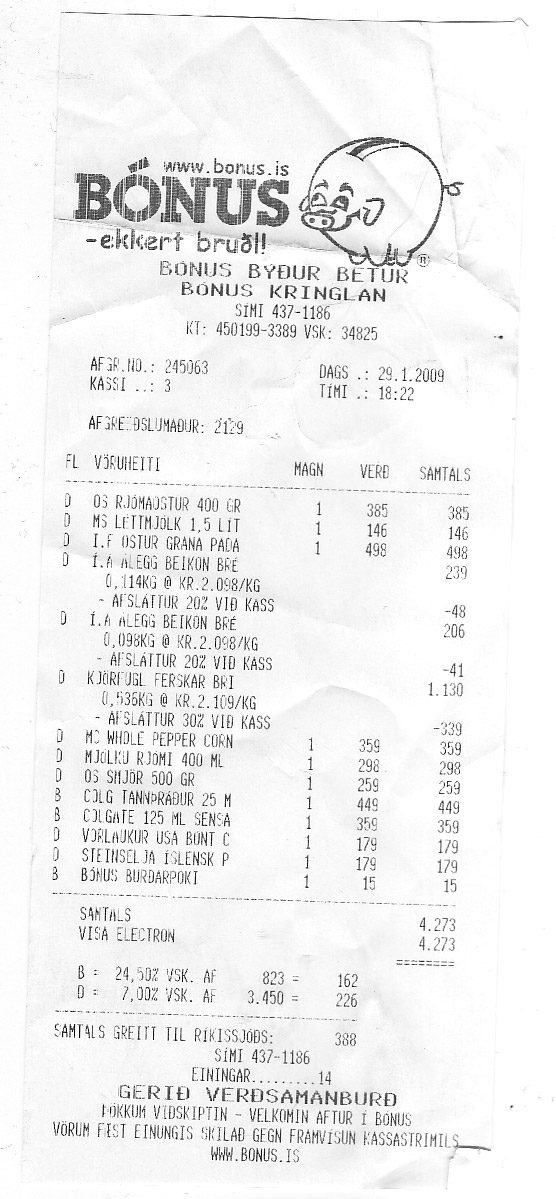 www.bonus.is
BÓNUS
-ekkert bruðl!
®
BÓNUS BÝÐUR BETUR
BÓNUS KRINGLAN
SÍMI 437-1186
KT: 450199-3389 VSK: 34825
AFGR.NO.: 245063 DAGS .: 29.1.2009
KASSI ..: 3 TÍMI .: 18:22
AFGREIÐSLUMAÐUR: 2129
FL VÖRUHEITI MAGN VERÐ SAMTALS
D OS RJÓMAOSTUR 400 GR 1 385 385
D MS LÉTTMJÓLK 1,5 LIT 1 146 146
D I.F OSTUR GRANA PADA 1 498 498
D Í.A ÁLEGG BEIKON BRÉ 239
0,114KG @ KR.2.098/KG
- AFSLÁTTUR 20% VIÐ KASS -48
D Í.A ÁLEGG BEIKON BRÉ 206
0,098KG @ KR.2.098/KG
- AFSLÁTTUR 20% VIÐ KASS -41
D KJÖRFUGL FERSKAR BRI 1.130
0,536KG @ KR.2.109/KG
- AFSLÁTTUR 30% VIÐ KASS -339
D MC WHOLE PEPPER CORN 1 359 359
D MJÓLKU RJÓMI 400 ML 1 298 298
D OS SMJÖR 500 GR 1 259 259
B COLG TANNÞRÁÐUR 25 M 1 449 449
B COLGATE 125 ML SENSA 1 359 359
D VORLAUKUR USA BÚNT C 1 179 179
D STEINSELJA ÍSLENSK P 1 179 179
B BÓNUS BURÐARPOKI 1 15 15
SAMTALS 4.273
VISA ELECTRON 4.273
========
B = 24,50% VSK. AF 823 = 162
D = 7,00% VSK. AF 3.450 = 226
SAMTALS GREITT TIL RÍKISSJÓÐS: 388
SÍMI 437-1186
EININGAR.........14
GERIÐ VERÐSAMANBURÐ
ÞÖKKUM VIÐSKIPTIN - VELKOMIN AFTUR Í BÓNUS
VÖRUM FÆST EINUNGIS SKILAÐ GEGN FRAMVÍSUN KASSASTRIMILS
WWW.BONUS.IS